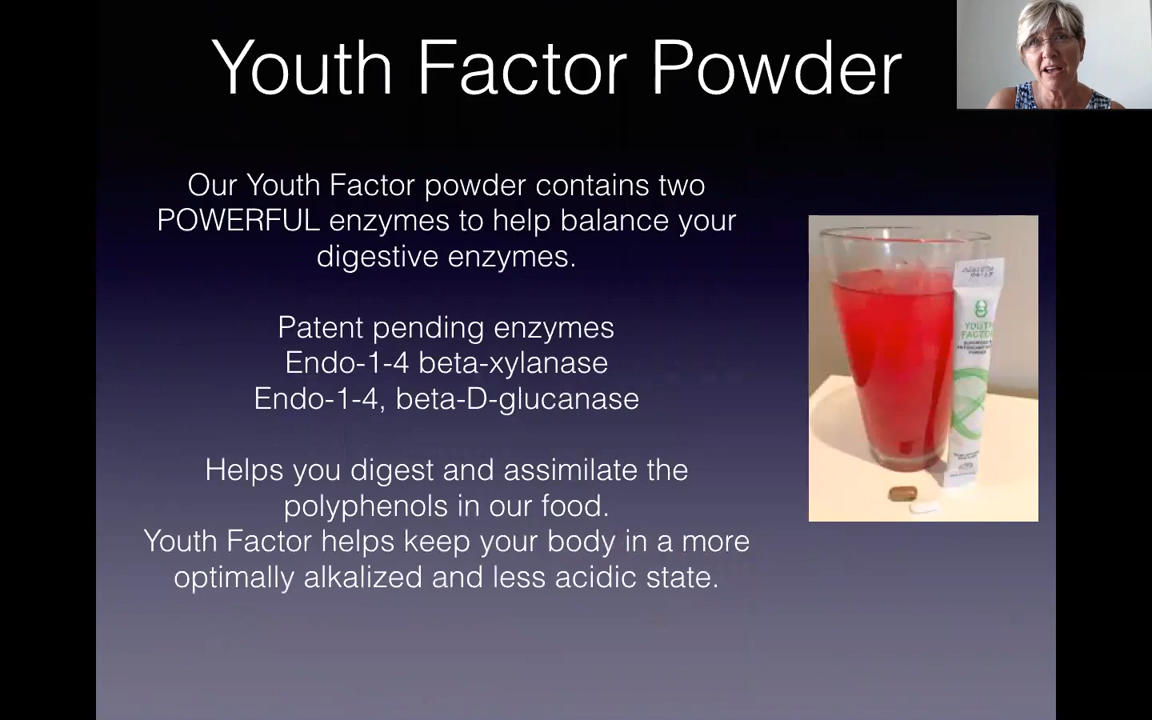 Youth Factor Powder
Our Youth Factor powder contains two
POWERFUL enzymes to help balance your
digestive enzymes.
Patent pending enzymes
Endo-1-4 beta-xylanase
Endo-1-4, beta-D-glucanase
Helps you digest and assimilate the
polyphenols in our food.
Youth Factor helps keep your body in a more
optimally alkalized and less acidic state.
YOUTH
FACTOR